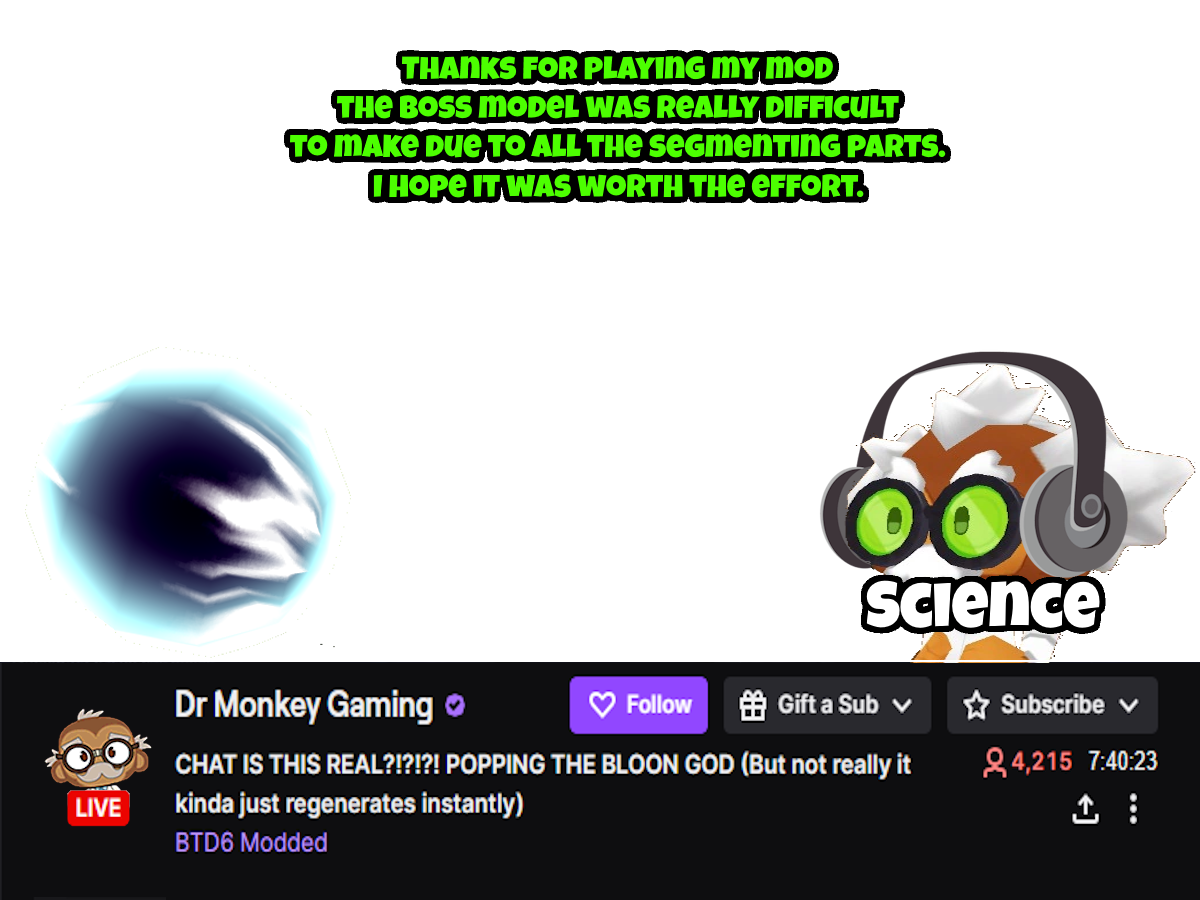 THANKS FOR PLAYING MY MOD
THE BOSS MODEL WAS REALLY DIFFICULT
TO MAKE DUE TO ALL THE SEGMENTING PARTS.
I HOPE IT WAS WORTH THE EFFORT.
SCIENCE
Dr Monkey Gaming
Follow
Gift a Sub
Subscribe
CHAT IS THIS REAL?!?!?! POPPING THE BLOON GOD (But not really it
kinda just regenerates instantly)
4,215 7:40:23
LIVE
BTD6 Modded